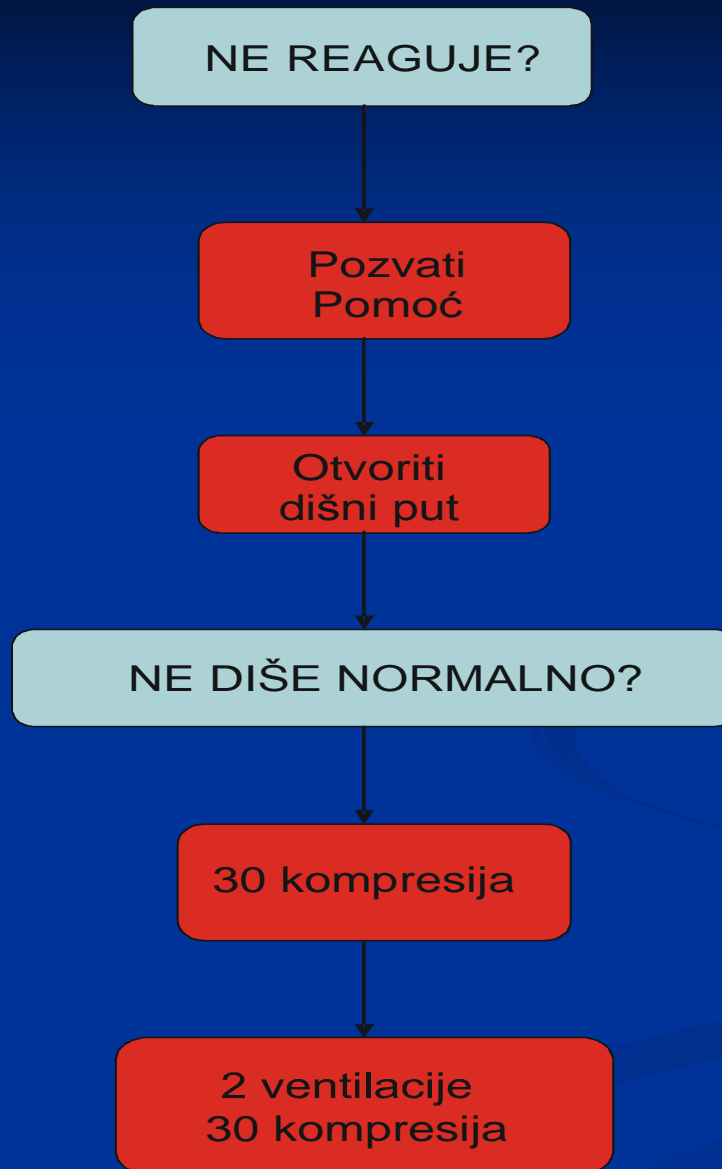 NE REAGUJE?
Pozvati
Pomoć
Otvoriti
dišni put
NE DIŠE NORMALNO?
30 kompresija
2 ventilacije
30 kompresija